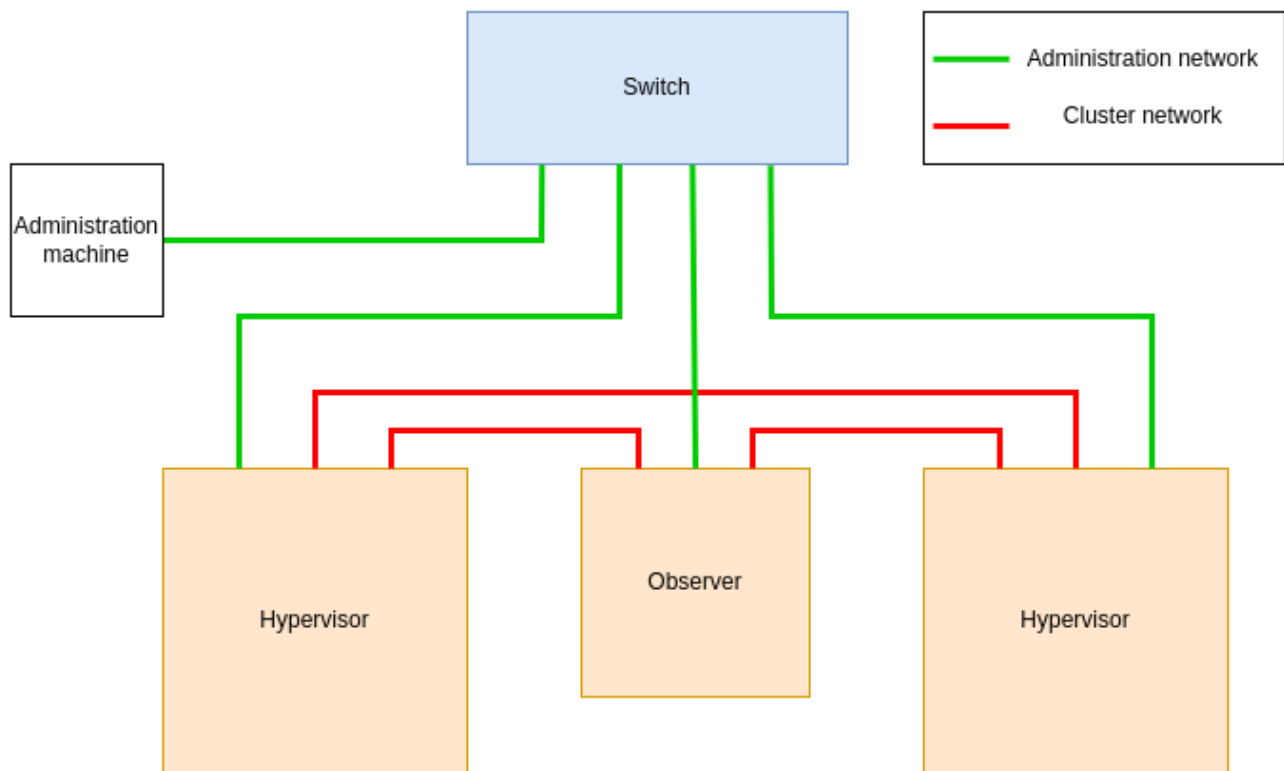 Switch
Administration network
Cluster network
Administration
machine
Observer
Hypervisor
Hypervisor